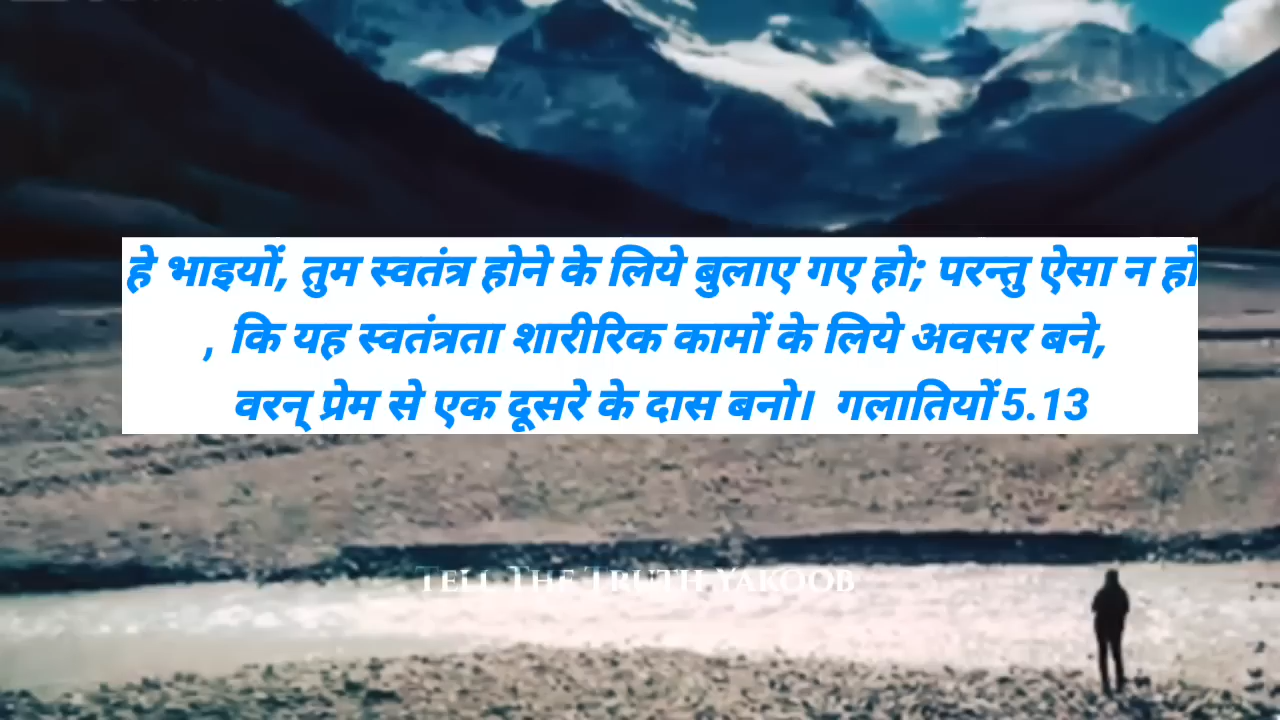 हे भाइयों, तुम स्वतंत्र होने के लिये बुलाए गए हो; परन्तु ऐसा न हो
, कि यह स्वतंत्रता शारीरिक कामों के लिये अवसर बने,
वरन् प्रेम से एक दूसरे के दास बनो। गलातियों 5.13
Tell The Truth Yakoob